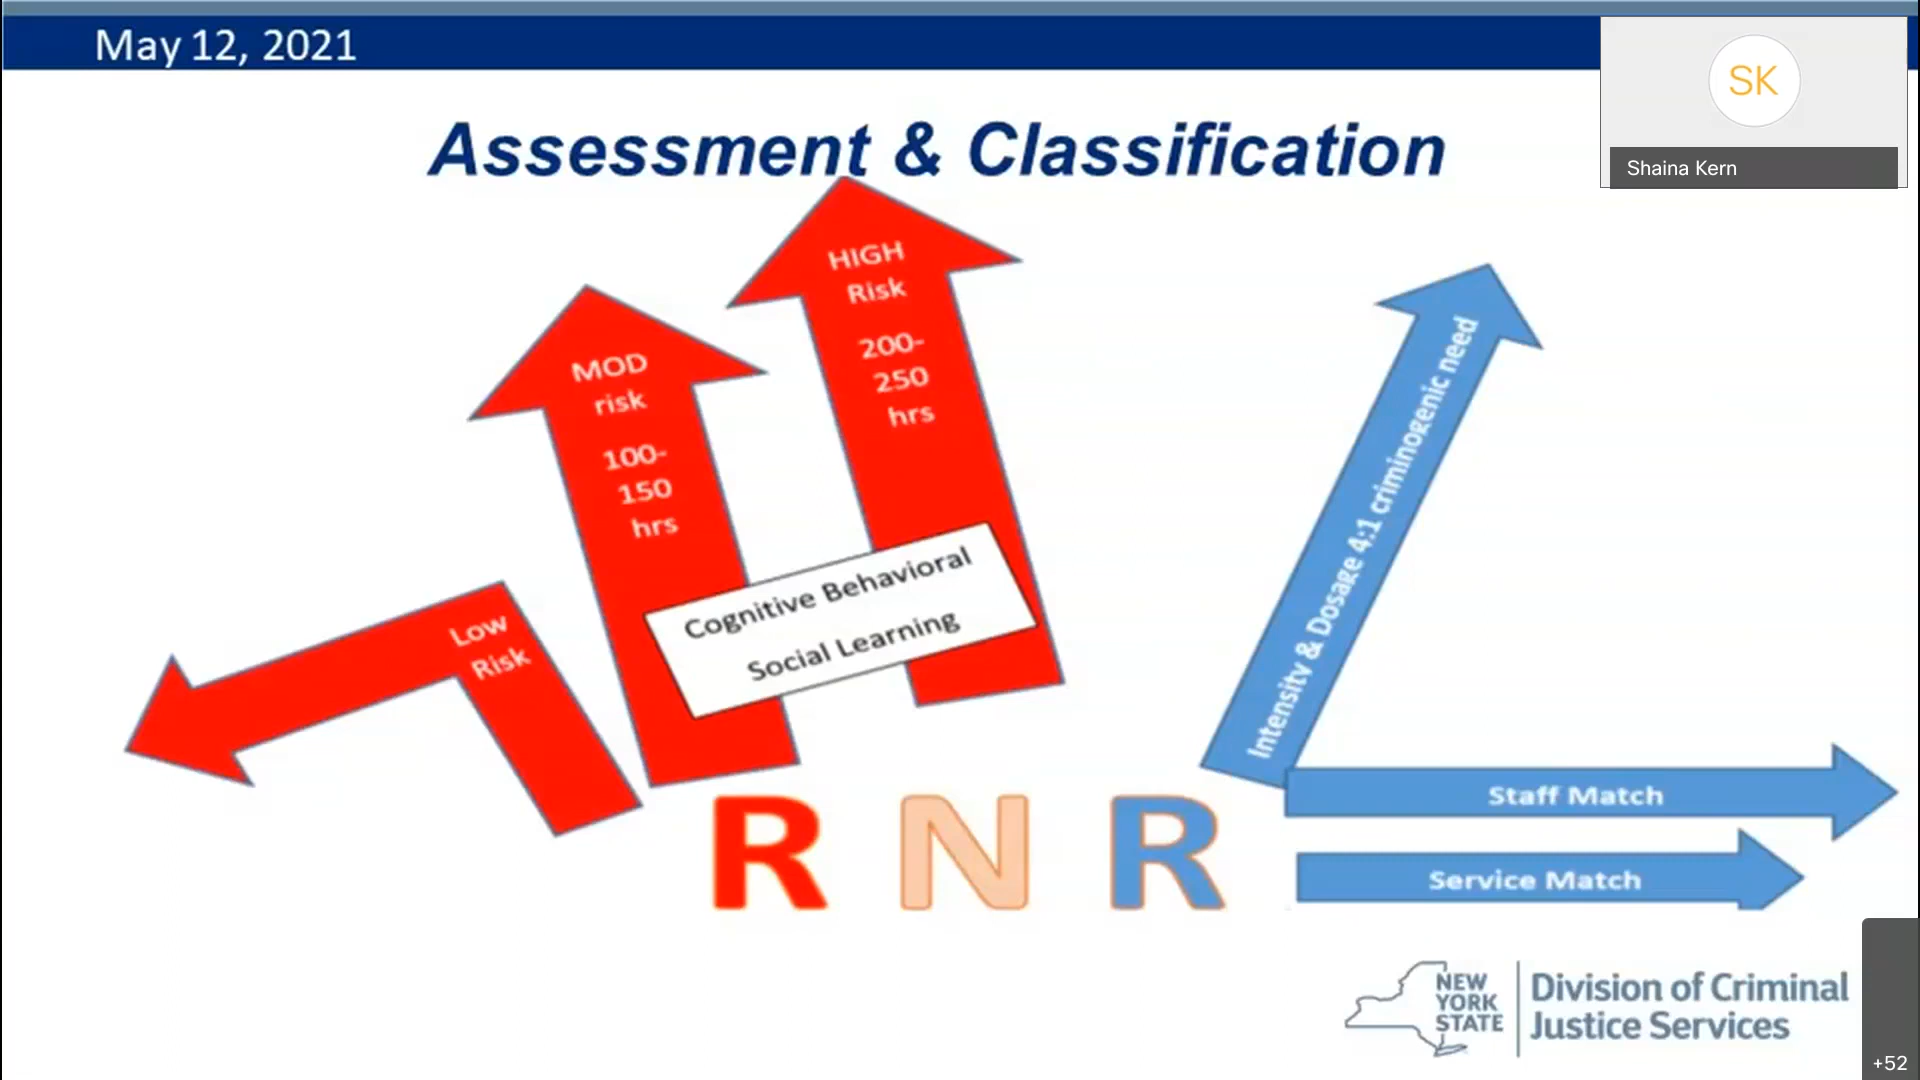 May 12, 2021
SK
Shaina Kern
Assessment & Classification
HIGH
Risk
200-
250
hrs
MOD
risk
100-
150
hrs
Low
Risk
Cognitive Behavioral
Social Learning
Intensity & Dosage 4:1 criminogenic need
Staff Match
Service Match
R N R
NEW
YORK
STATE
Division of Criminal
Justice Services
+52